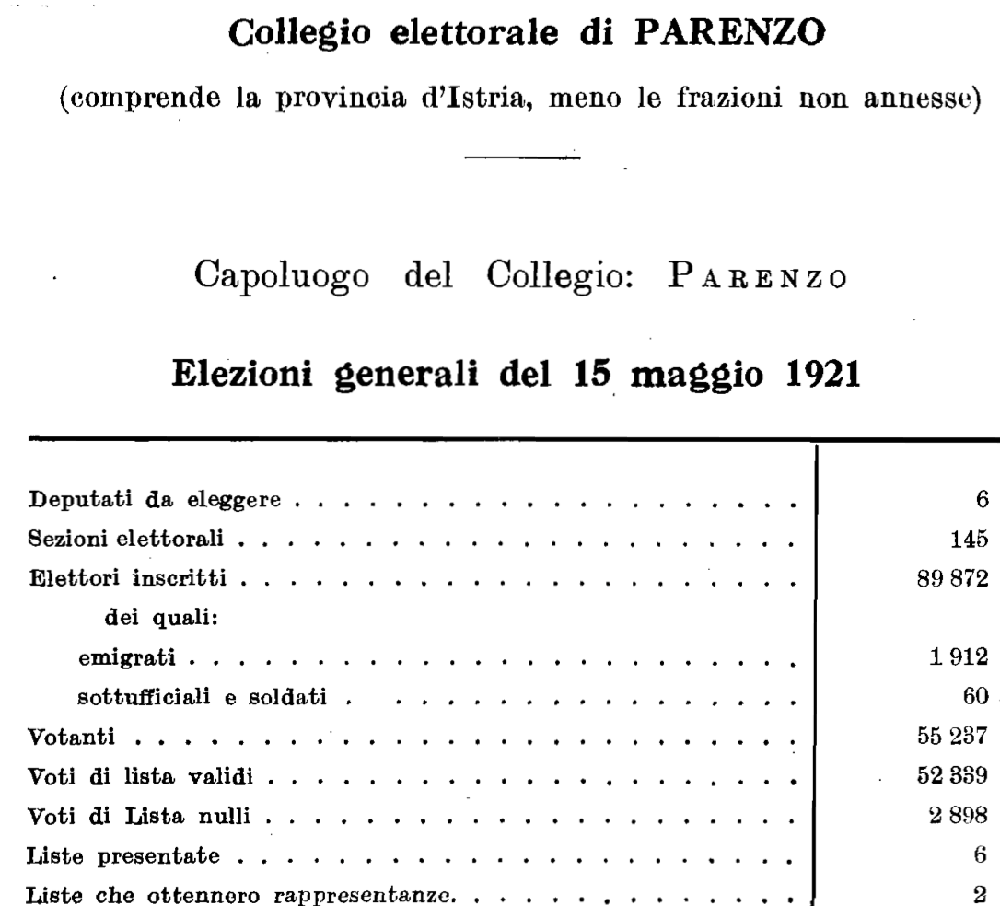 Collegio elettorale di PARENZO
(comprende la provincia d'Istria, meno le frazioni non annesse)
Capoluogo del Collegio: PARENZO
Elezioni generali del 15 maggio 1921
Deputati da eleggere . . . . . . . . . . . . . . . . . . . . 6
Sezioni elettorali . . . . . . . . . . . . . . . . . . . . . . 145
Elettori inscritti . . . . . . . . . . . . . . . . . . . . . . 89 872
dei quali:
emigrati . . . . . . . . . . . . . . . . . . . . . . . . 1 912
sottufficiali e soldati . . . . . . . . . . . . . . . . . . 60
Votanti . . . . . . . . . . . . . . . . . . . . . . . . . . 55 237
Voti di lista validi . . . . . . . . . . . . . . . . . . . . . 52 339
Voti di Lista nulli . . . . . . . . . . . . . . . . . . . . . 2 898
Liste presentate . . . . . . . . . . . . . . . . . . . . . . 6
Liste che ottennero rappresentanze. . . . . . . . . . . . . . 2